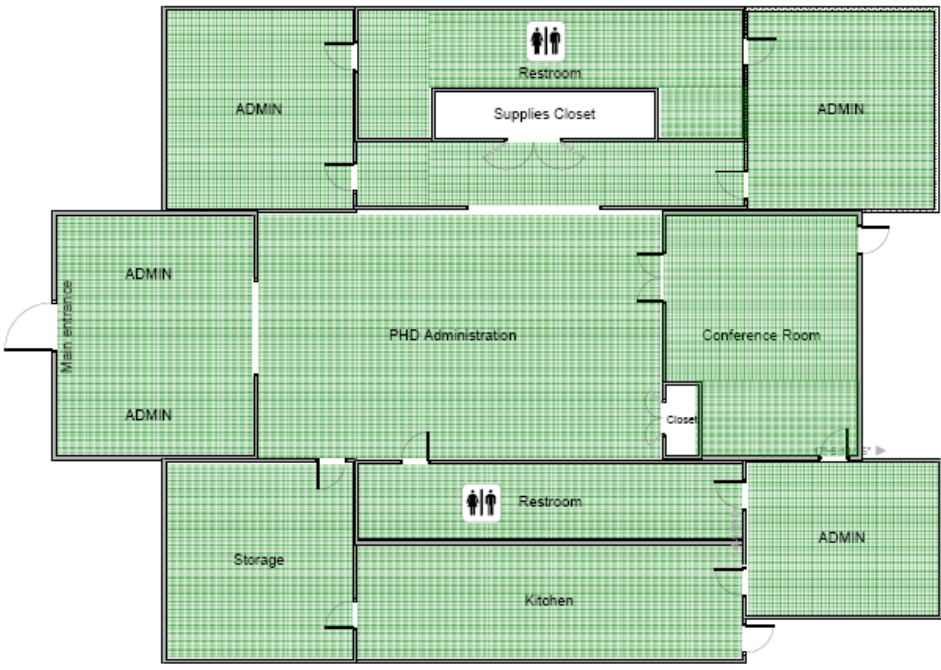 Restroom
ADMIN
ADMIN
Supplies Closet
ADMIN
Main entrance
PHD Administration
Conference Room
ADMIN
Closet
Restroom
ADMIN
Storage
Kitchen